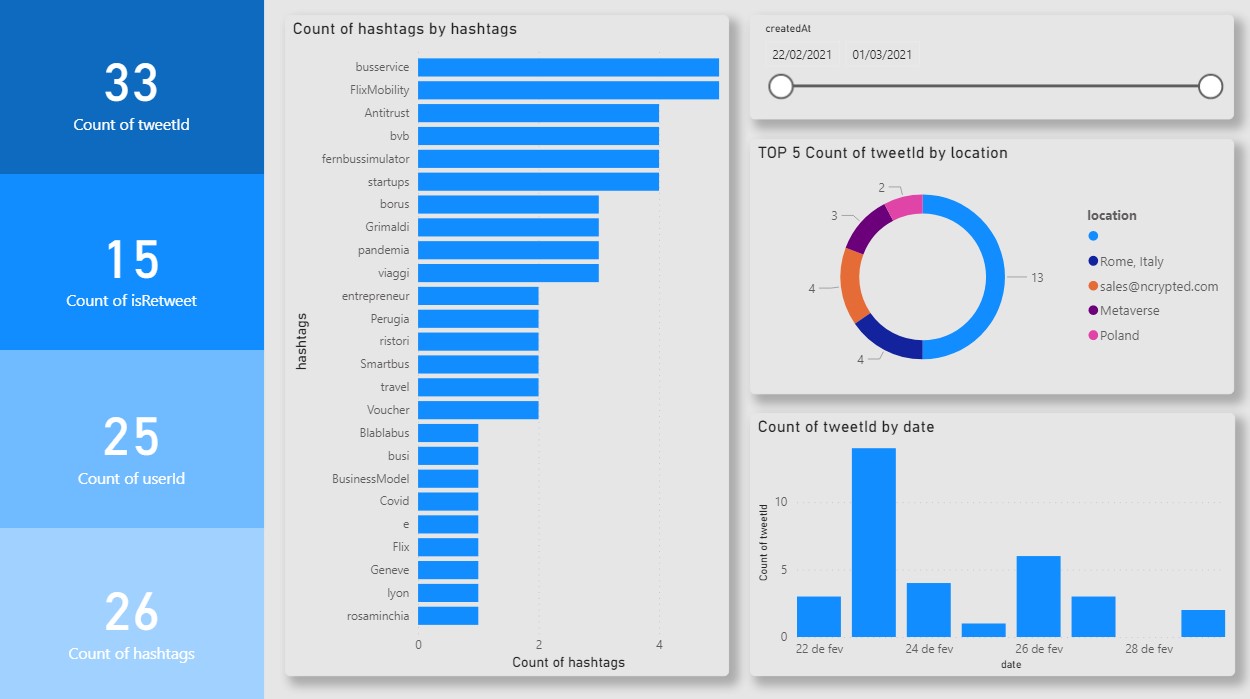 33
Count of tweetId
15
Count of isRetweet
25
Count of userId
26
Count of hashtags
Count of hashtags by hashtags
hashtags
busservice
FlixMobility
Antitrust
bvb
fernbussimulator
startups
borus
Grimaldi
pandemia
viaggi
entrepreneur
Perugia
ristori
Smartbus
travel
Voucher
Blablabus
busi
BusinessModel
Covid
e
Flix
Geneve
lyon
rosaminchia
0 2 4
Count of hashtags
createdAt
22/02/2021 01/03/2021
TOP 5 Count of tweetId by location
2
3
4
4
13
location
Rome, Italy
sales@ncrypted.com
Metaverse
Poland
Count of tweetId by date
Count of tweetId
10
5
0
22 de fev 24 de fev 26 de fev 28 de fev
date